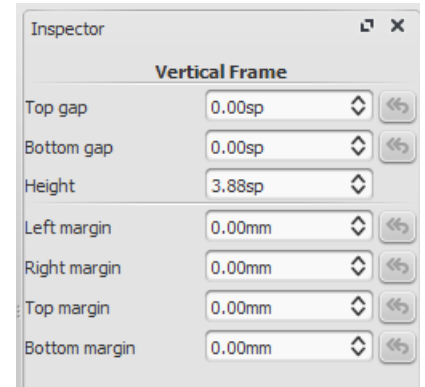 Inspector
Vertical Frame
Top gap 0.00sp
Bottom gap 0.00sp
Height 3.88sp
Left margin 0.00mm
Right margin 0.00mm
Top margin 0.00mm
Bottom margin 0.00mm